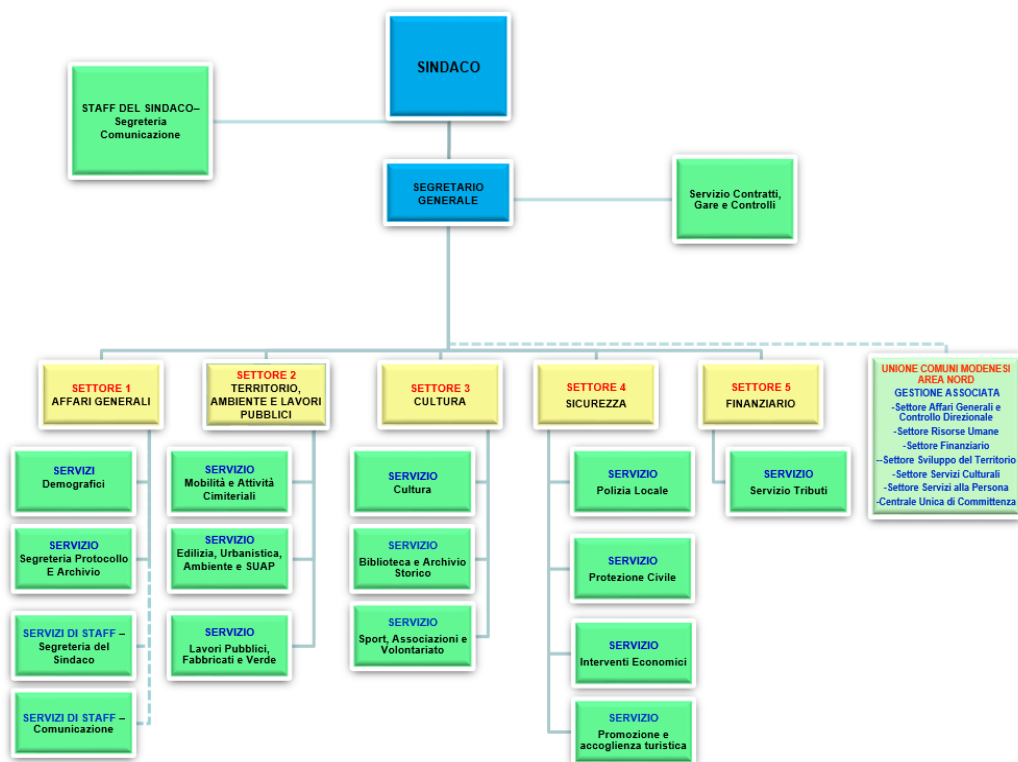 SINDACO
STAFF DEL SINDACO–
Segreteria
Comunicazione
SEGRETARIO
GENERALE
Servizio Contratti,
Gare e Controlli
SETTORE 1
AFFARI GENERALI
SERVIZI
Demografici
SERVIZIO
Segreteria Protocollo
E Archivio
SERVIZI DI STAFF –
Segreteria del
Sindaco
SERVIZI DI STAFF –
Comunicazione
SETTORE 2
TERRITORIO,
AMBIENTE E LAVORI
PUBBLICI
SERVIZIO
Mobilità e Attività
Cimiteriali
SERVIZIO
Edilizia, Urbanistica,
Ambiente e SUAP
SERVIZIO
Lavori Pubblici,
Fabbricati e Verde
SETTORE 3
CULTURA
SERVIZIO
Cultura
SERVIZIO
Biblioteca e Archivio
Storico
SERVIZIO
Sport, Associazioni e
Volontariato
SETTORE 4
SICUREZZA
SERVIZIO
Polizia Locale
SERVIZIO
Protezione Civile
SERVIZIO
Interventi Economici
SERVIZIO
Promozione e
accoglienza turistica
SETTORE 5
FINANZIARIO
SERVIZIO
Servizio Tributi
UNIONE COMUNI MODENESI
AREA NORD
GESTIONE ASSOCIATA
-Settore Affari Generali e
Controllo Direzionale
-Settore Risorse Umane
-Settore Finanziario
--Settore Sviluppo del Territorio
-Settore Servizi Culturali
-Settore Servizi alla Persona
-Centrale Unica di Committenza